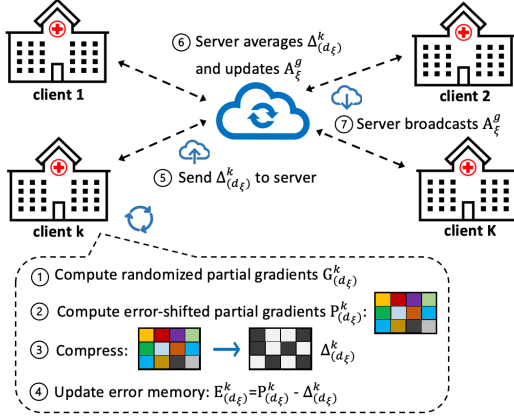 ⑥ Server averages Δ^k_(d_ξ)
and updates A^g_ξ
client 1
client 2
⑦ Server broadcasts A^g_ξ
⑤ Send Δ^k_(d_ξ) to server
client k
client K
① Compute randomized partial gradients G^k_(d_ξ)
② Compute error-shifted partial gradients P^k_(d_ξ):
③ Compress: Δ^k_(d_ξ)
④ Update error memory: E^k_(d_ξ)=P^k_(d_ξ) - Δ^k_(d_ξ)